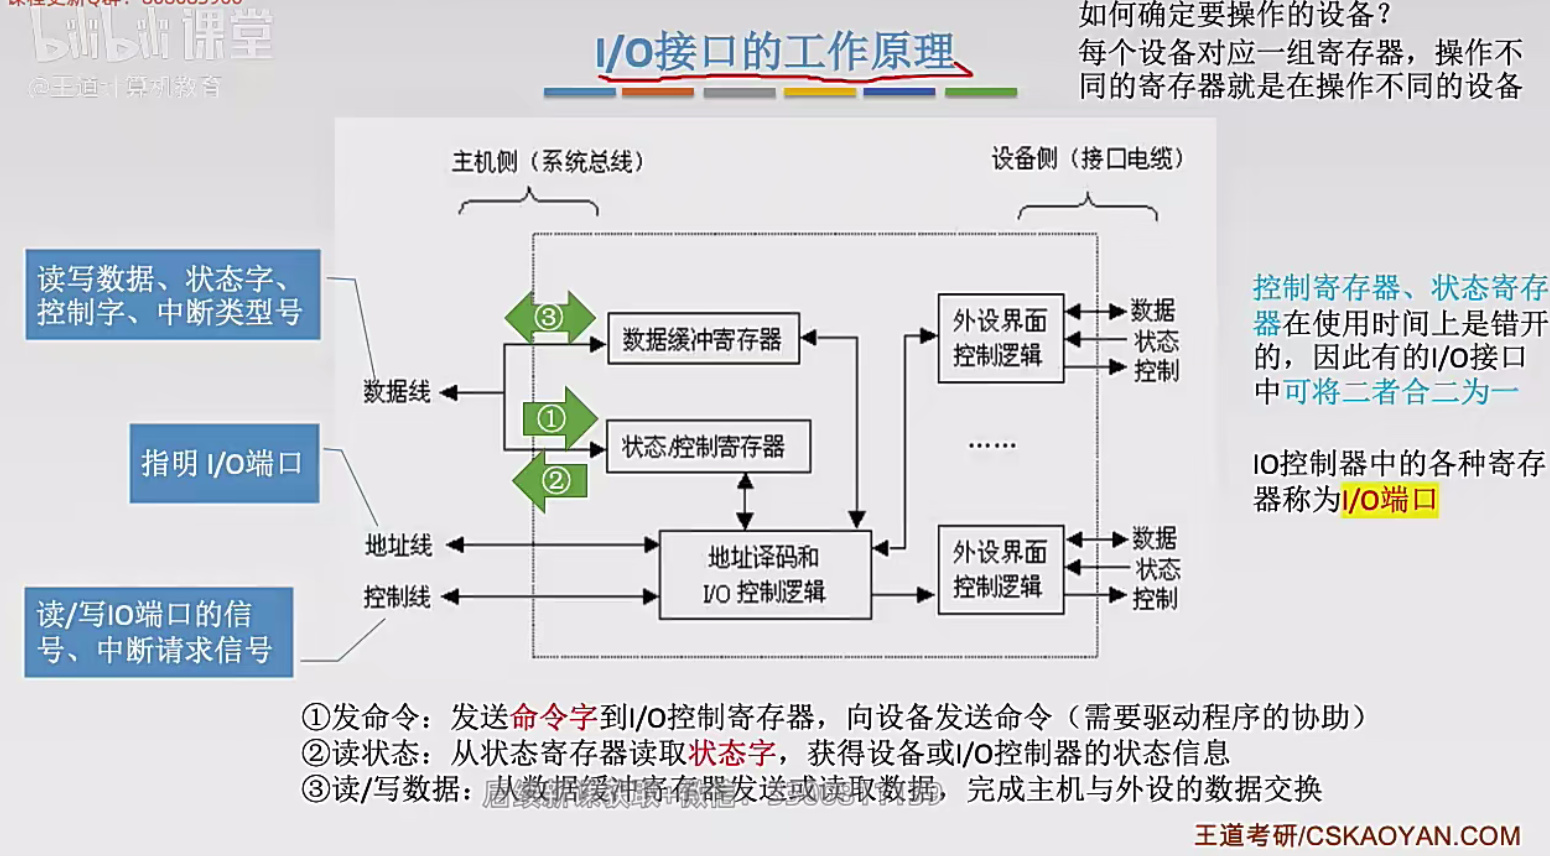 bilibili课堂
@王道计算机教育
I/O接口的工作原理
如何确定要操作的设备？
每个设备对应一组寄存器，操作不
同的寄存器就是在操作不同的设备
主机侧（系统总线）
设备侧（接口电缆）
读写数据、状态字、
控制字、中断类型号
指明 I/O端口
读/写IO端口的信
号、中断请求信号
数据线
地址线
控制线
③
①
②
数据缓冲寄存器
状态/控制寄存器
地址译码和
I/O 控制逻辑
外设界面
控制逻辑
数据
状态
控制
……
外设界面
控制逻辑
数据
状态
控制
控制寄存器、状态寄存
器在使用时间上是错开
的，因此有的I/O接口
中可将二者合二为一
IO控制器中的各种寄存
器称为I/O端口
①发命令：发送命令字到I/O控制寄存器，向设备发送命令（需要驱动程序的协助）
②读状态：从状态寄存器读取状态字，获得设备或I/O控制器的状态信息
③读/写数据：从数据缓冲寄存器发送或读取数据，完成主机与外设的数据交换
王道考研/CSKAOYAN.COM